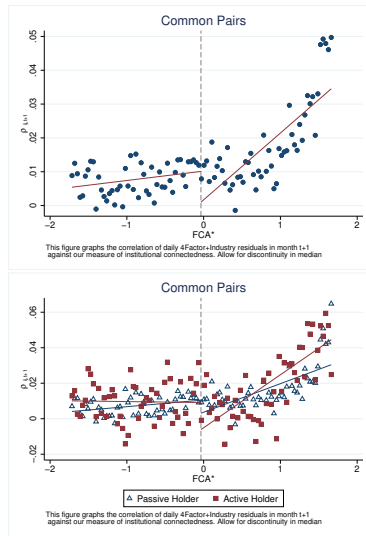 Common Pairs
.05
.04
.03
.02
.01
0
ρ i,t+1
−2
−1
0
1
2
FCA*
This figure graphs the correlation of daily 4Factor+Industry residuals in month t+1
against our measure of institutional connectedness. Allow for discontinuity in median
Common Pairs
.06
.04
.02
0
−.02
ρ i,t+1
−2
−1
0
1
2
FCA*
Passive Holder
Active Holder
This figure graphs the correlation of daily 4Factor+Industry residuals in month t+1
against our measure of institutional connectedness. Allow for discontinuity in median